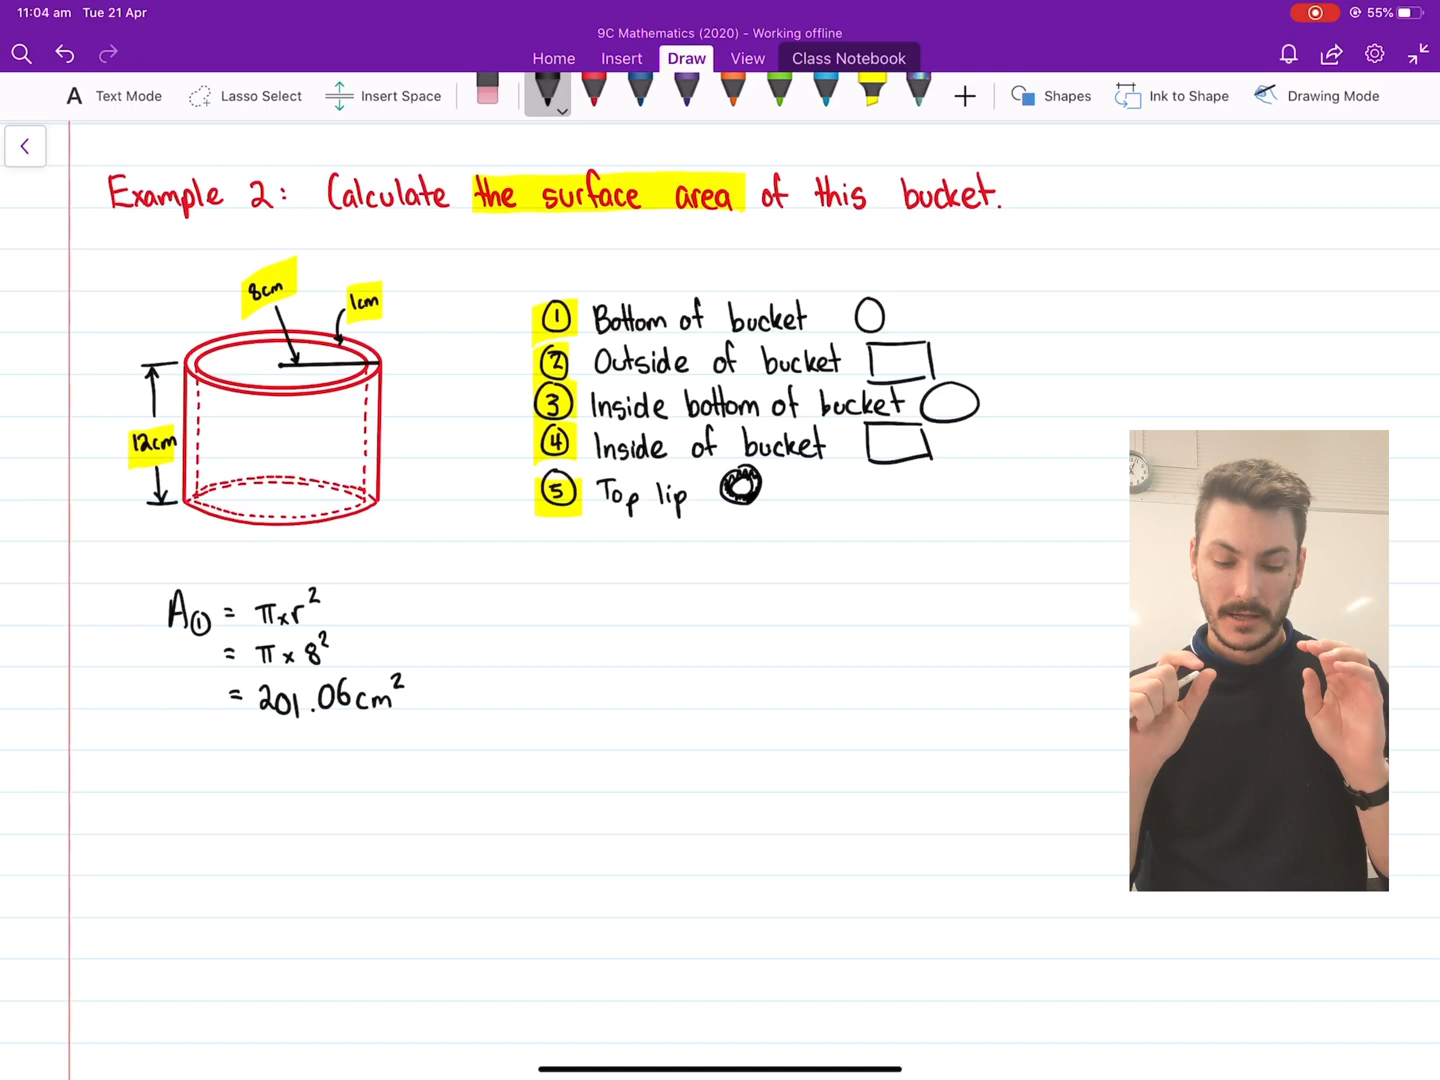 11:04 am Tue 21 Apr
55%
9C Mathematics (2020) - Working offline
Home Insert Draw View Class Notebook
A Text Mode Lasso Select Insert Space Shapes Ink to Shape Drawing Mode
Example 2: Calculate the surface area of this bucket.
8cm
1cm
12cm
① Bottom of bucket
② Outside of bucket
③ Inside bottom of bucket
④ Inside of bucket
⑤ Top lip
A① = π×r²
= π × 8²
= 201.06cm²